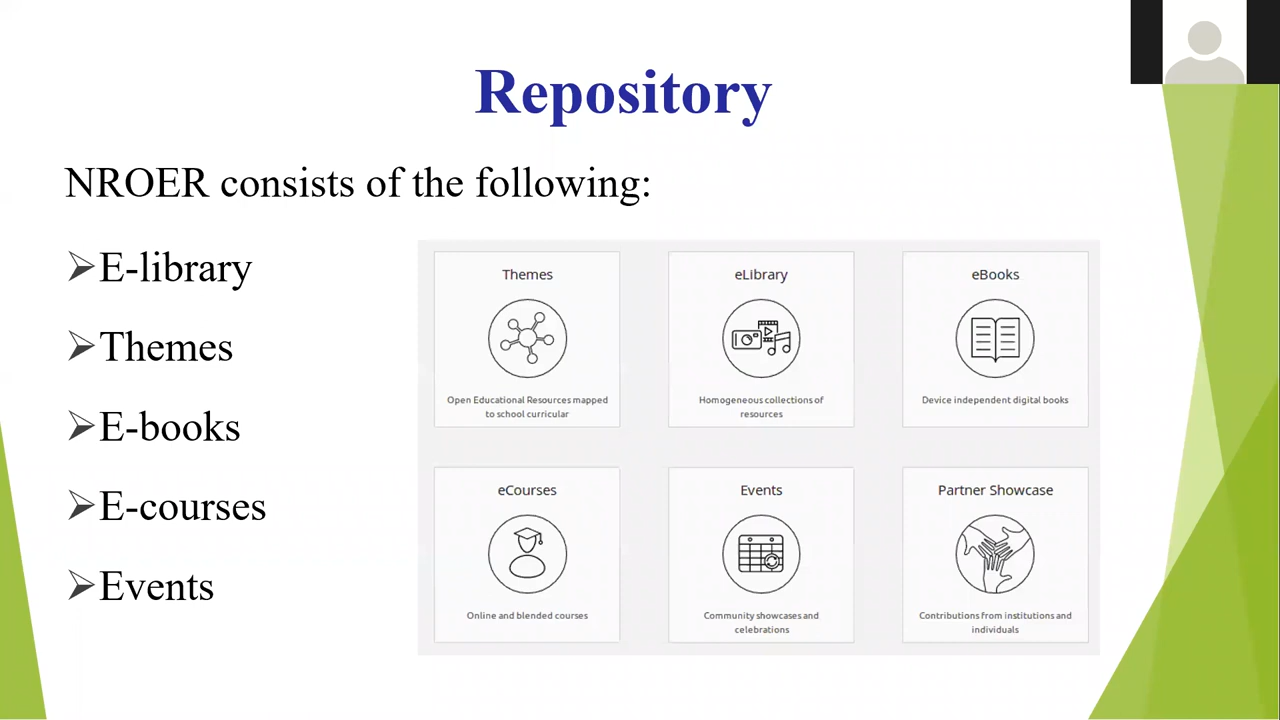 Repository
NROER consists of the following:
➢E-library
➢Themes
➢E-books
➢E-courses
➢Events
Themes
Open Educational Resources mapped
to school curricular
eLibrary
Homogeneous collections of
resources
eBooks
Device independent digital books
eCourses
Online and blended courses
Events
Community showcases and
celebrations
Partner Showcase
Contributions from institutions and
individuals